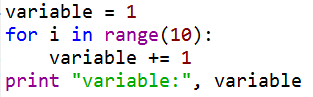 variable = 1
for i in range(10):
    variable += 1
print "variable:", variable